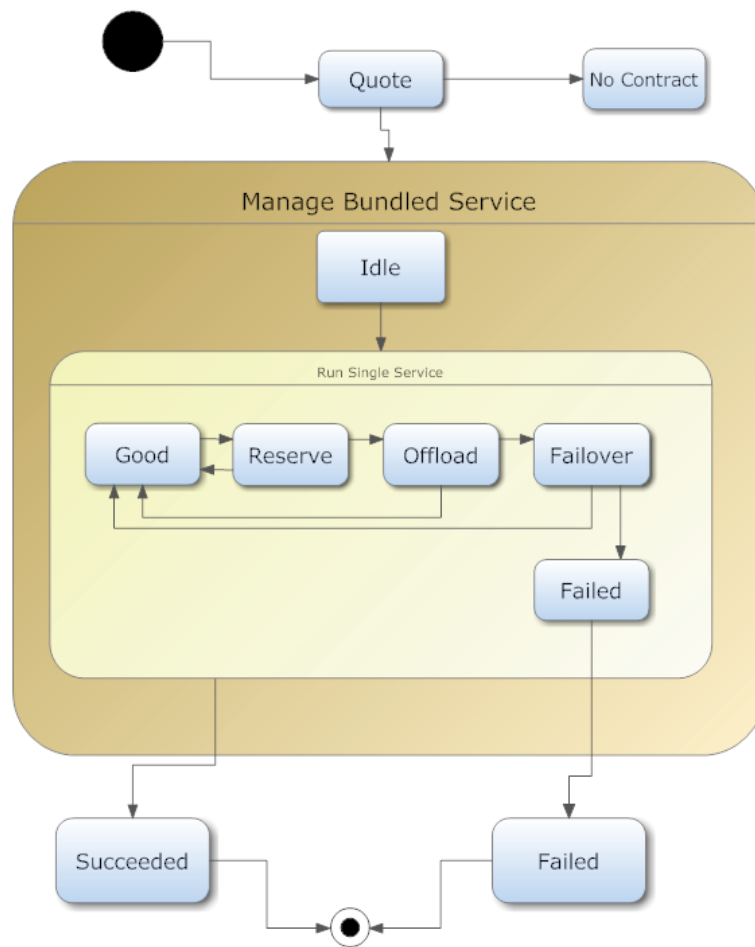 Quote
No Contract
Manage Bundled Service
Idle
Run Single Service
Good
Reserve
Offload
Failover
Failed
Succeeded
Failed